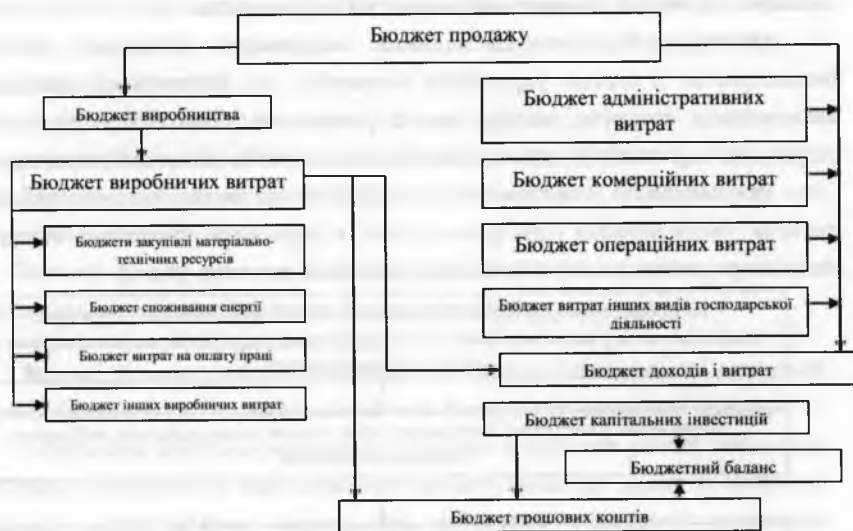 Бюджет продажу
Бюджет виробництва
Бюджет виробничих витрат
Бюджети закупівлі матеріально-
технічних ресурсів
Бюджет споживання енергії
Бюджет витрат на оплату праці
Бюджет інших виробничих витрат
Бюджет адміністративних
витрат
Бюджет комерційних витрат
Бюджет операційних витрат
Бюджет витрат інших видів господарської
діяльності
Бюджет доходів і витрат
Бюджет капітальних інвестицій
Бюджетний баланс
Бюджет грошових коштів